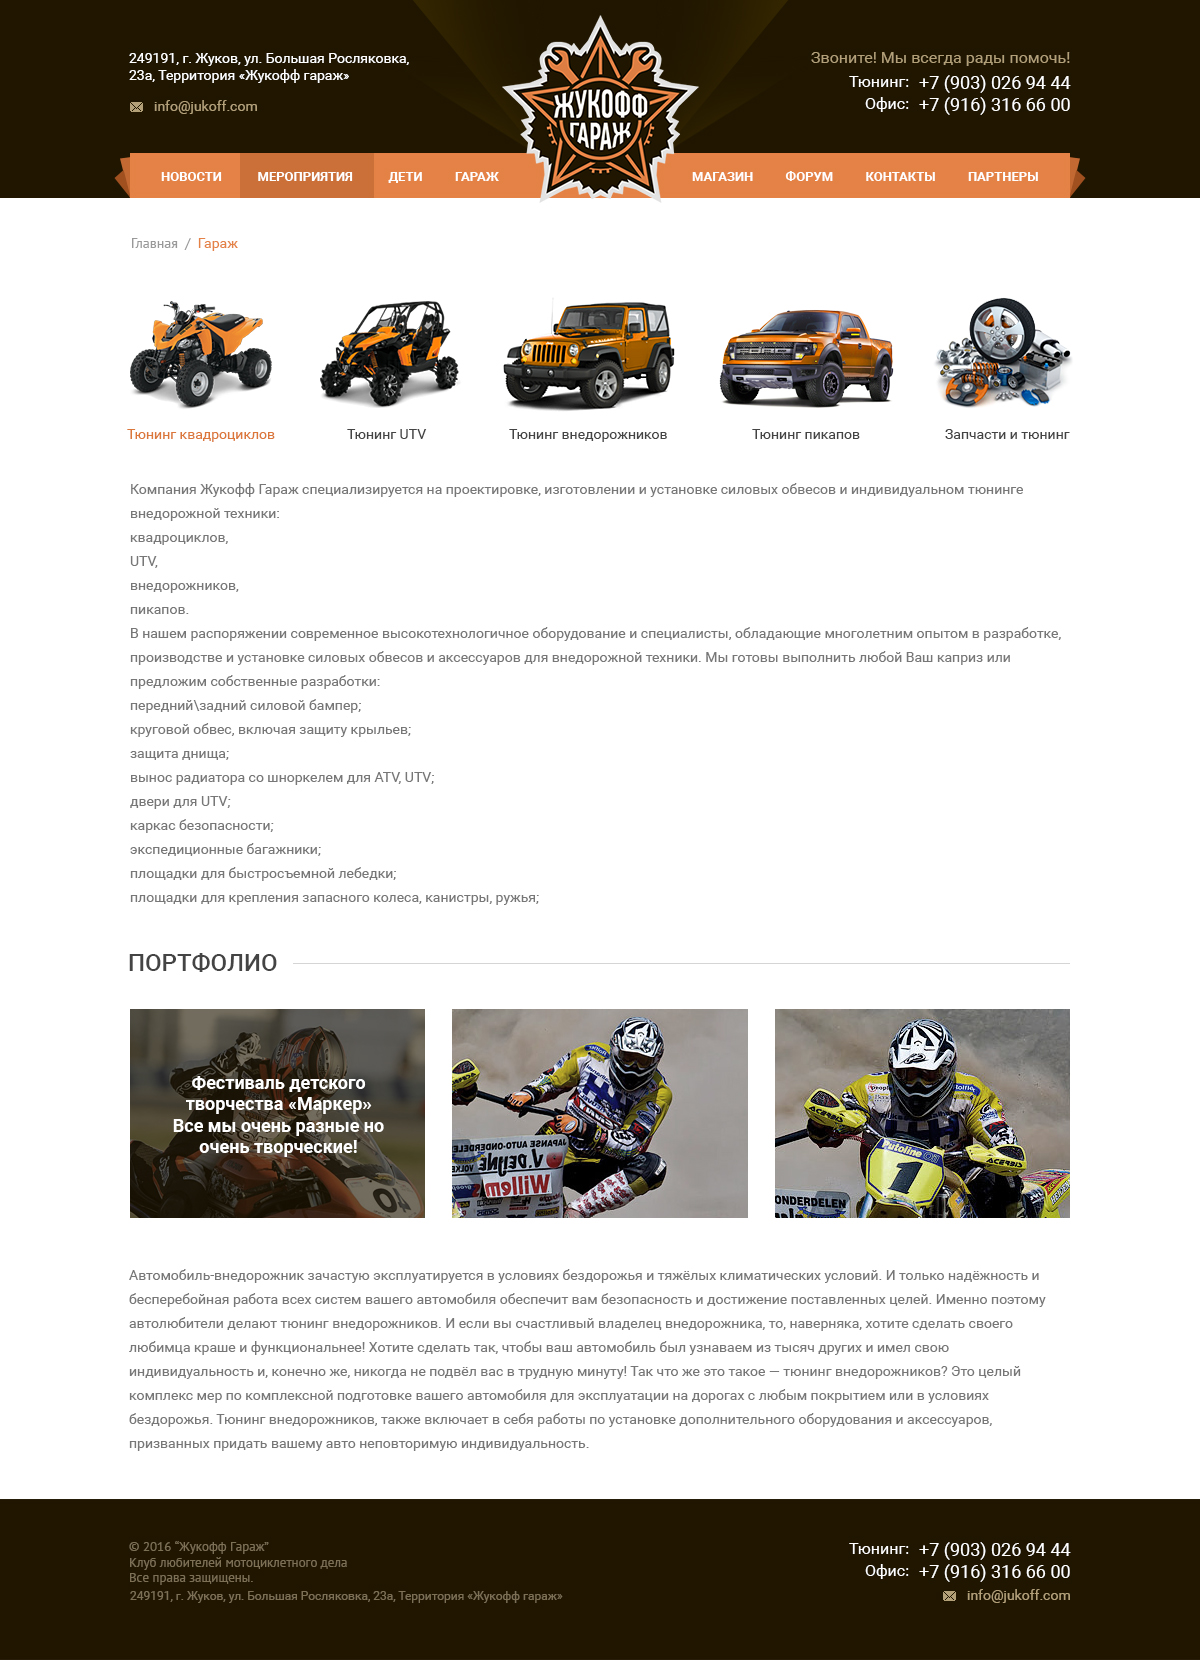 249191, г. Жуков, ул. Большая Росляковка,
23а, Территория «Жукофф гараж»
info@jukoff.com
ЖУКОФФ
ГАРАЖ
Звоните! Мы всегда рады помочь!
Тюнинг: +7 (903) 026 94 44
Офис: +7 (916) 316 66 00
НОВОСТИ МЕРОПРИЯТИЯ ДЕТИ ГАРАЖ МАГАЗИН ФОРУМ КОНТАКТЫ ПАРТНЕРЫ
Главная / Гараж
Тюнинг квадроциклов Тюнинг UTV Тюнинг внедорожников Тюнинг пикапов Запчасти и тюнинг
Компания Жукофф Гараж специализируется на проектировке, изготовлении и установке силовых обвесов и индивидуальном тюнинге
внедорожной техники:
квадроциклов,
UTV,
внедорожников,
пикапов.
В нашем распоряжении современное высокотехнологичное оборудование и специалисты, обладающие многолетним опытом в разработке,
производстве и установке силовых обвесов и аксессуаров для внедорожной техники. Мы готовы выполнить любой Ваш каприз или
предложим собственные разработки:
передний\задний силовой бампер;
круговой обвес, включая защиту крыльев;
защита днища;
вынос радиатора со шноркелем для ATV, UTV;
двери для UTV;
каркас безопасности;
экспедиционные багажники;
площадки для быстросъемной лебедки;
площадки для крепления запасного колеса, канистры, ружья;
ПОРТФОЛИО
Фестиваль детского
творчества «Маркер»
Все мы очень разные но
очень творческие!
JAPANSE AUTO-ONDERDELEN
Willem
ACERBIS
ACERBIS
1
ONDERDELEN
Автомобиль-внедорожник зачастую эксплуатируется в условиях бездорожья и тяжёлых климатических условий. И только надёжность и
бесперебойная работа всех систем вашего автомобиля обеспечит вам безопасность и достижение поставленных целей. Именно поэтому
автолюбители делают тюнинг внедорожников. И если вы счастливый владелец внедорожника, то, наверняка, хотите сделать своего
любимца краше и функциональнее! Хотите сделать так, чтобы ваш автомобиль был узнаваем из тысяч других и имел свою
индивидуальность и, конечно же, никогда не подвёл вас в трудную минуту! Так что же это такое — тюнинг внедорожников? Это целый
комплекс мер по комплексной подготовке вашего автомобиля для эксплуатации на дорогах с любым покрытием или в условиях
бездорожья. Тюнинг внедорожников, также включает в себя работы по установке дополнительного оборудования и аксессуаров,
призванных придать вашему авто неповторимую индивидуальность.
© 2016 “Жукофф Гараж”
Клуб любителей мотоциклетного дела
Все права защищены.
249191, г. Жуков, ул. Большая Росляковка, 23а, Территория «Жукофф гараж»
Тюнинг: +7 (903) 026 94 44
Офис: +7 (916) 316 66 00
info@jukoff.com